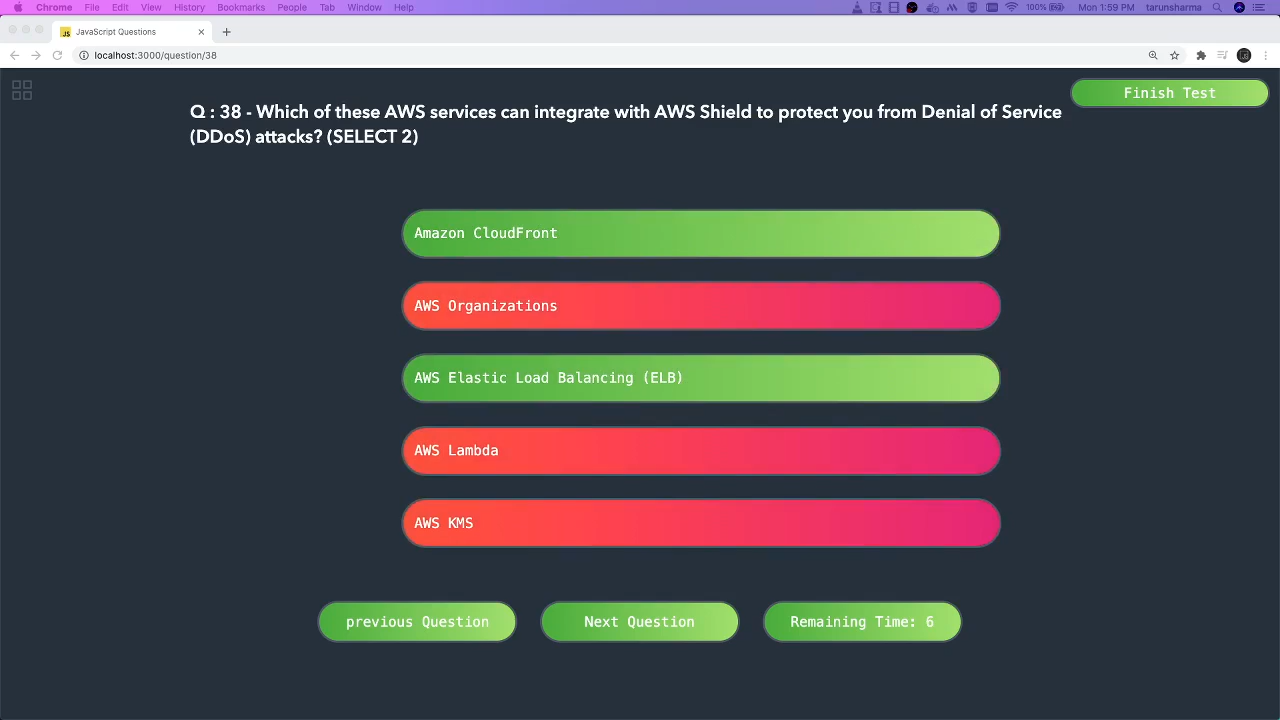 Chrome File Edit View History Bookmarks People Tab Window Help 100% Mon 1:59 PM tarunsharma
JavaScript Questions
localhost:3000/question/38
Finish Test
Q : 38 - Which of these AWS services can integrate with AWS Shield to protect you from Denial of Service
(DDoS) attacks? (SELECT 2)
Amazon CloudFront
AWS Organizations
AWS Elastic Load Balancing (ELB)
AWS Lambda
AWS KMS
previous Question Next Question Remaining Time: 6